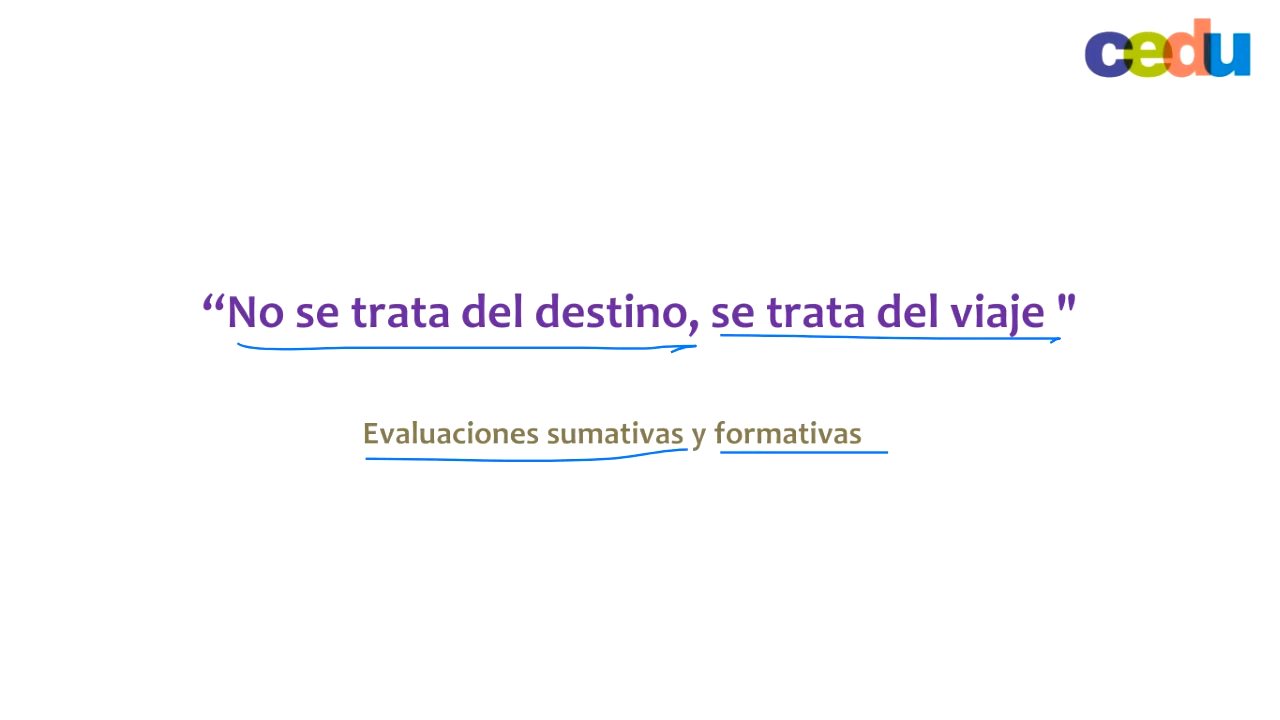 cedu
“No se trata del destino, se trata del viaje "
Evaluaciones sumativas y formativas